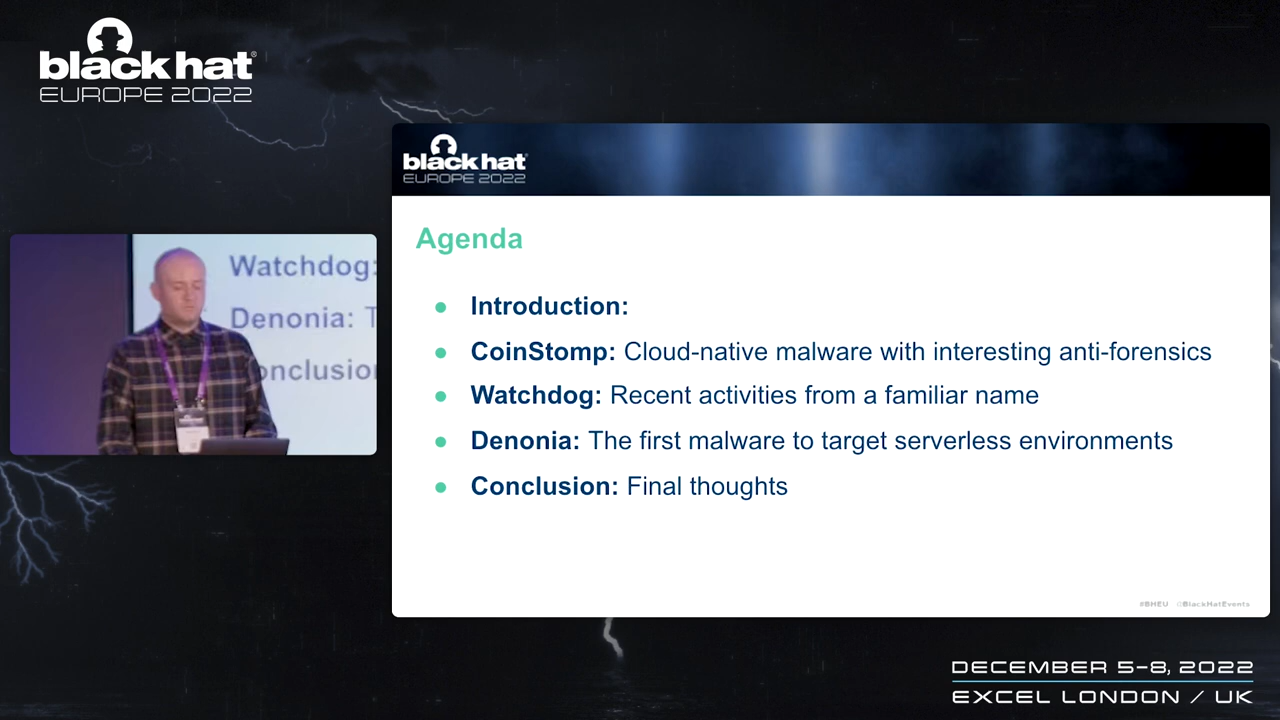 black hat®
EUROPE 2022
black hat®
EUROPE 2022
Agenda
● Introduction:
● CoinStomp: Cloud-native malware with interesting anti-forensics
● Watchdog: Recent activities from a familiar name
● Denonia: The first malware to target serverless environments
● Conclusion: Final thoughts
Watchdog:
Denonia: T
onclusion
#BHEU @BlackHatEvents
DECEMBER 5-8, 2022
EXCEL LONDON / UK